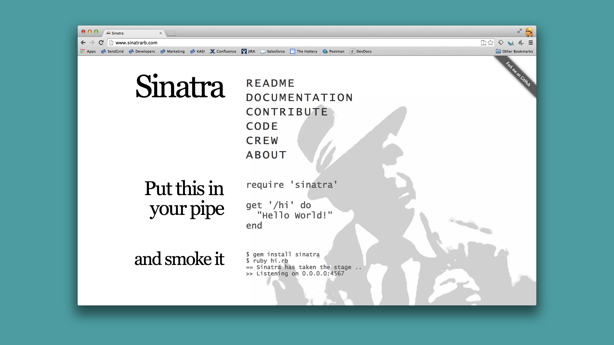 Sinatra
www.sinatrarb.com
Apps SendGrid Developers Marketing KASI Confluence JIRA Salesforce The Hottery Postman DevDocs Other Bookmarks
Fork me on GitHub
Sinatra
README
DOCUMENTATION
CONTRIBUTE
CODE
CREW
ABOUT
Put this in
your pipe
require 'sinatra'
get '/hi' do
"Hello World!"
end
and smoke it
$ gem install sinatra
$ ruby hi.rb
== Sinatra has taken the stage ..
>> Listening on 0.0.0.0:4567